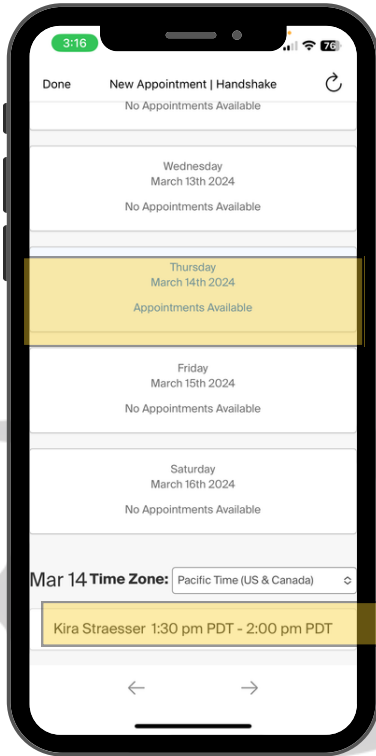 3:16
76
Done New Appointment | Handshake
No Appointments Available
Wednesday
March 13th 2024
No Appointments Available
Thursday
March 14th 2024
Appointments Available
Friday
March 15th 2024
No Appointments Available
Saturday
March 16th 2024
No Appointments Available
Mar 14 Time Zone: Pacific Time (US & Canada)
Kira Straesser 1:30 pm PDT - 2:00 pm PDT